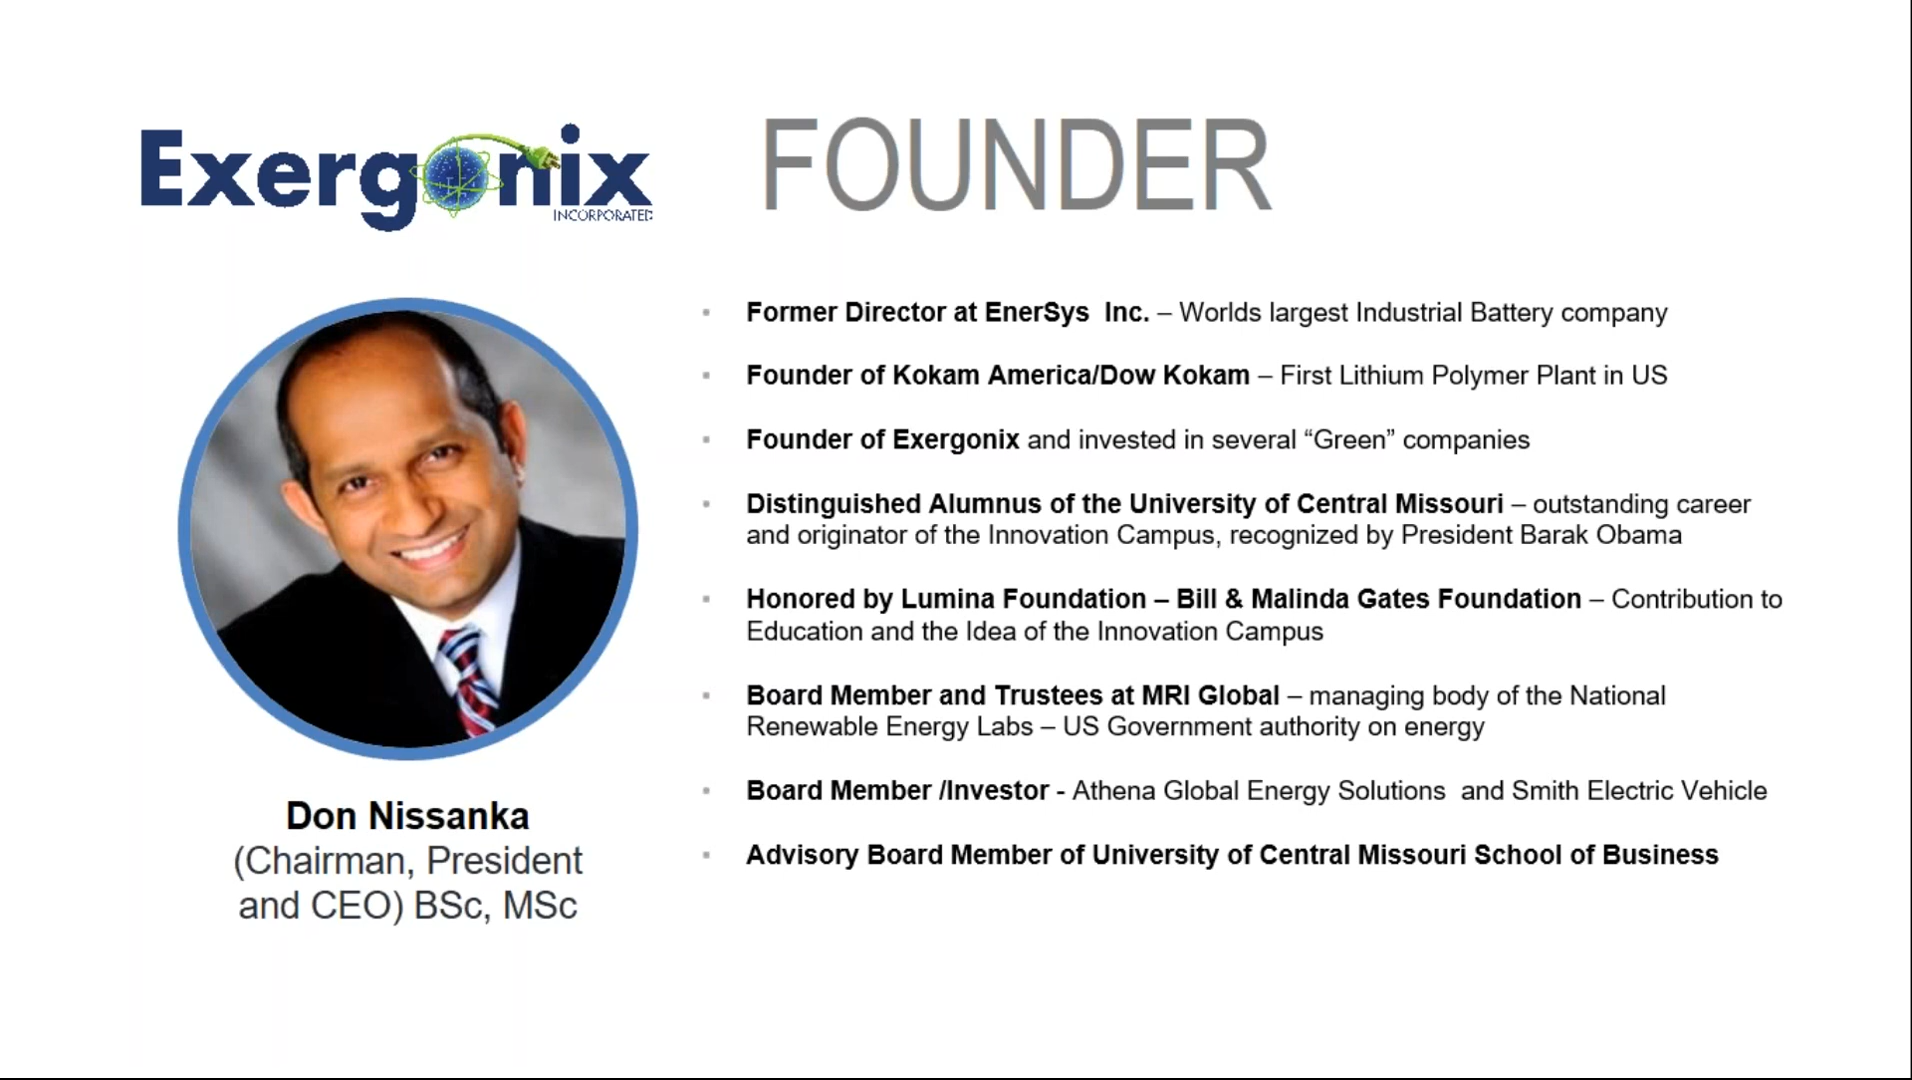 Exergonix
INCORPORATED
FOUNDER
Don Nissanka
(Chairman, President
and CEO) BSc, MSc
Former Director at EnerSys  Inc. – Worlds largest Industrial Battery company
Founder of Kokam America/Dow Kokam – First Lithium Polymer Plant in US
Founder of Exergonix and invested in several “Green” companies
Distinguished Alumnus of the University of Central Missouri – outstanding career
and originator of the Innovation Campus, recognized by President Barak Obama
Honored by Lumina Foundation – Bill & Malinda Gates Foundation – Contribution to
Education and the Idea of the Innovation Campus
Board Member and Trustees at MRI Global – managing body of the National
Renewable Energy Labs – US Government authority on energy
Board Member /Investor - Athena Global Energy Solutions  and Smith Electric Vehicle
Advisory Board Member of University of Central Missouri School of Business